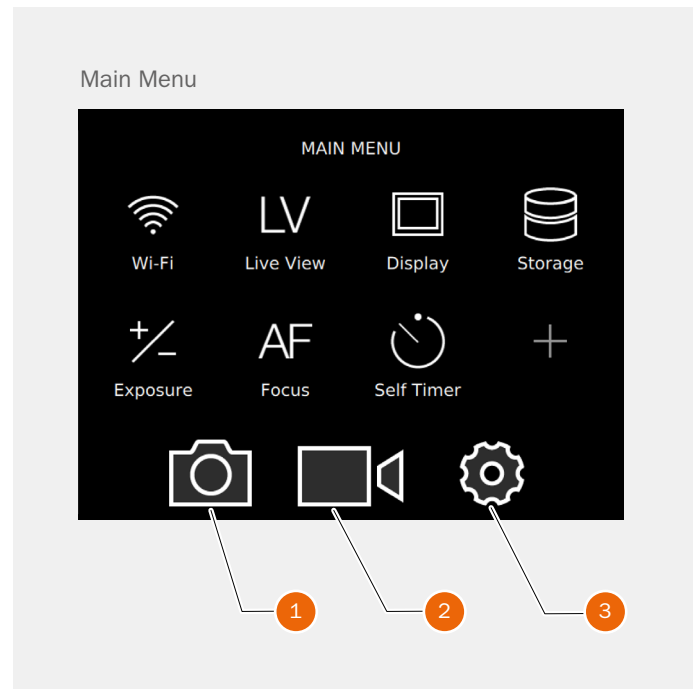 Main Menu
MAIN MENU
LV
Wi-Fi Live View Display Storage
+/− AF +
Exposure Focus Self Timer
1 2 3